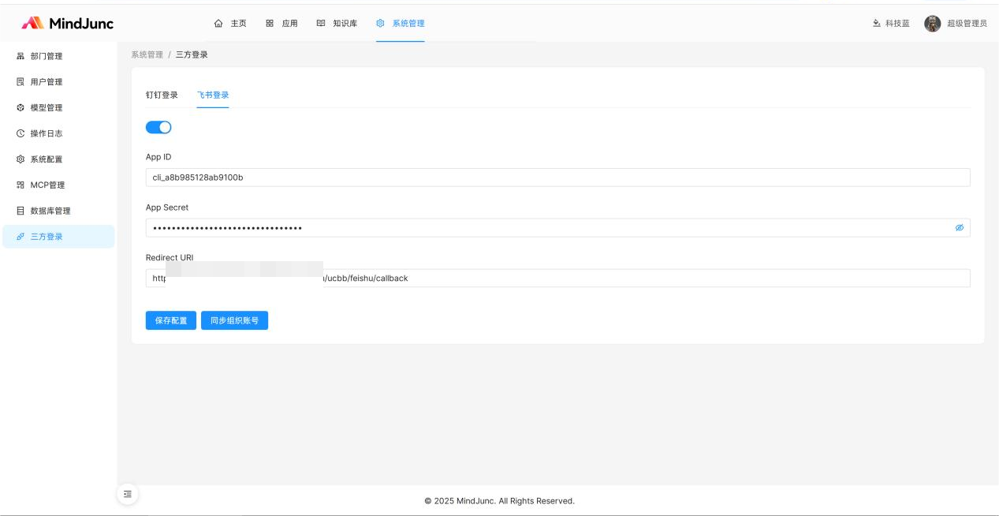 MindJunc
主页
应用
知识库
系统管理
科技蓝
超级管理员
部门管理
用户管理
模型管理
操作日志
系统配置
MCP管理
数据库管理
三方登录
系统管理 / 三方登录
钉钉登录
飞书登录
App ID
cli_a8b985128ab9100b
App Secret
••••••••••••••••••••••••••••••••
Redirect URI
/ucbb/feishu/callback
保存配置
同步组织账号
© 2025 MindJunc. All Rights Reserved.